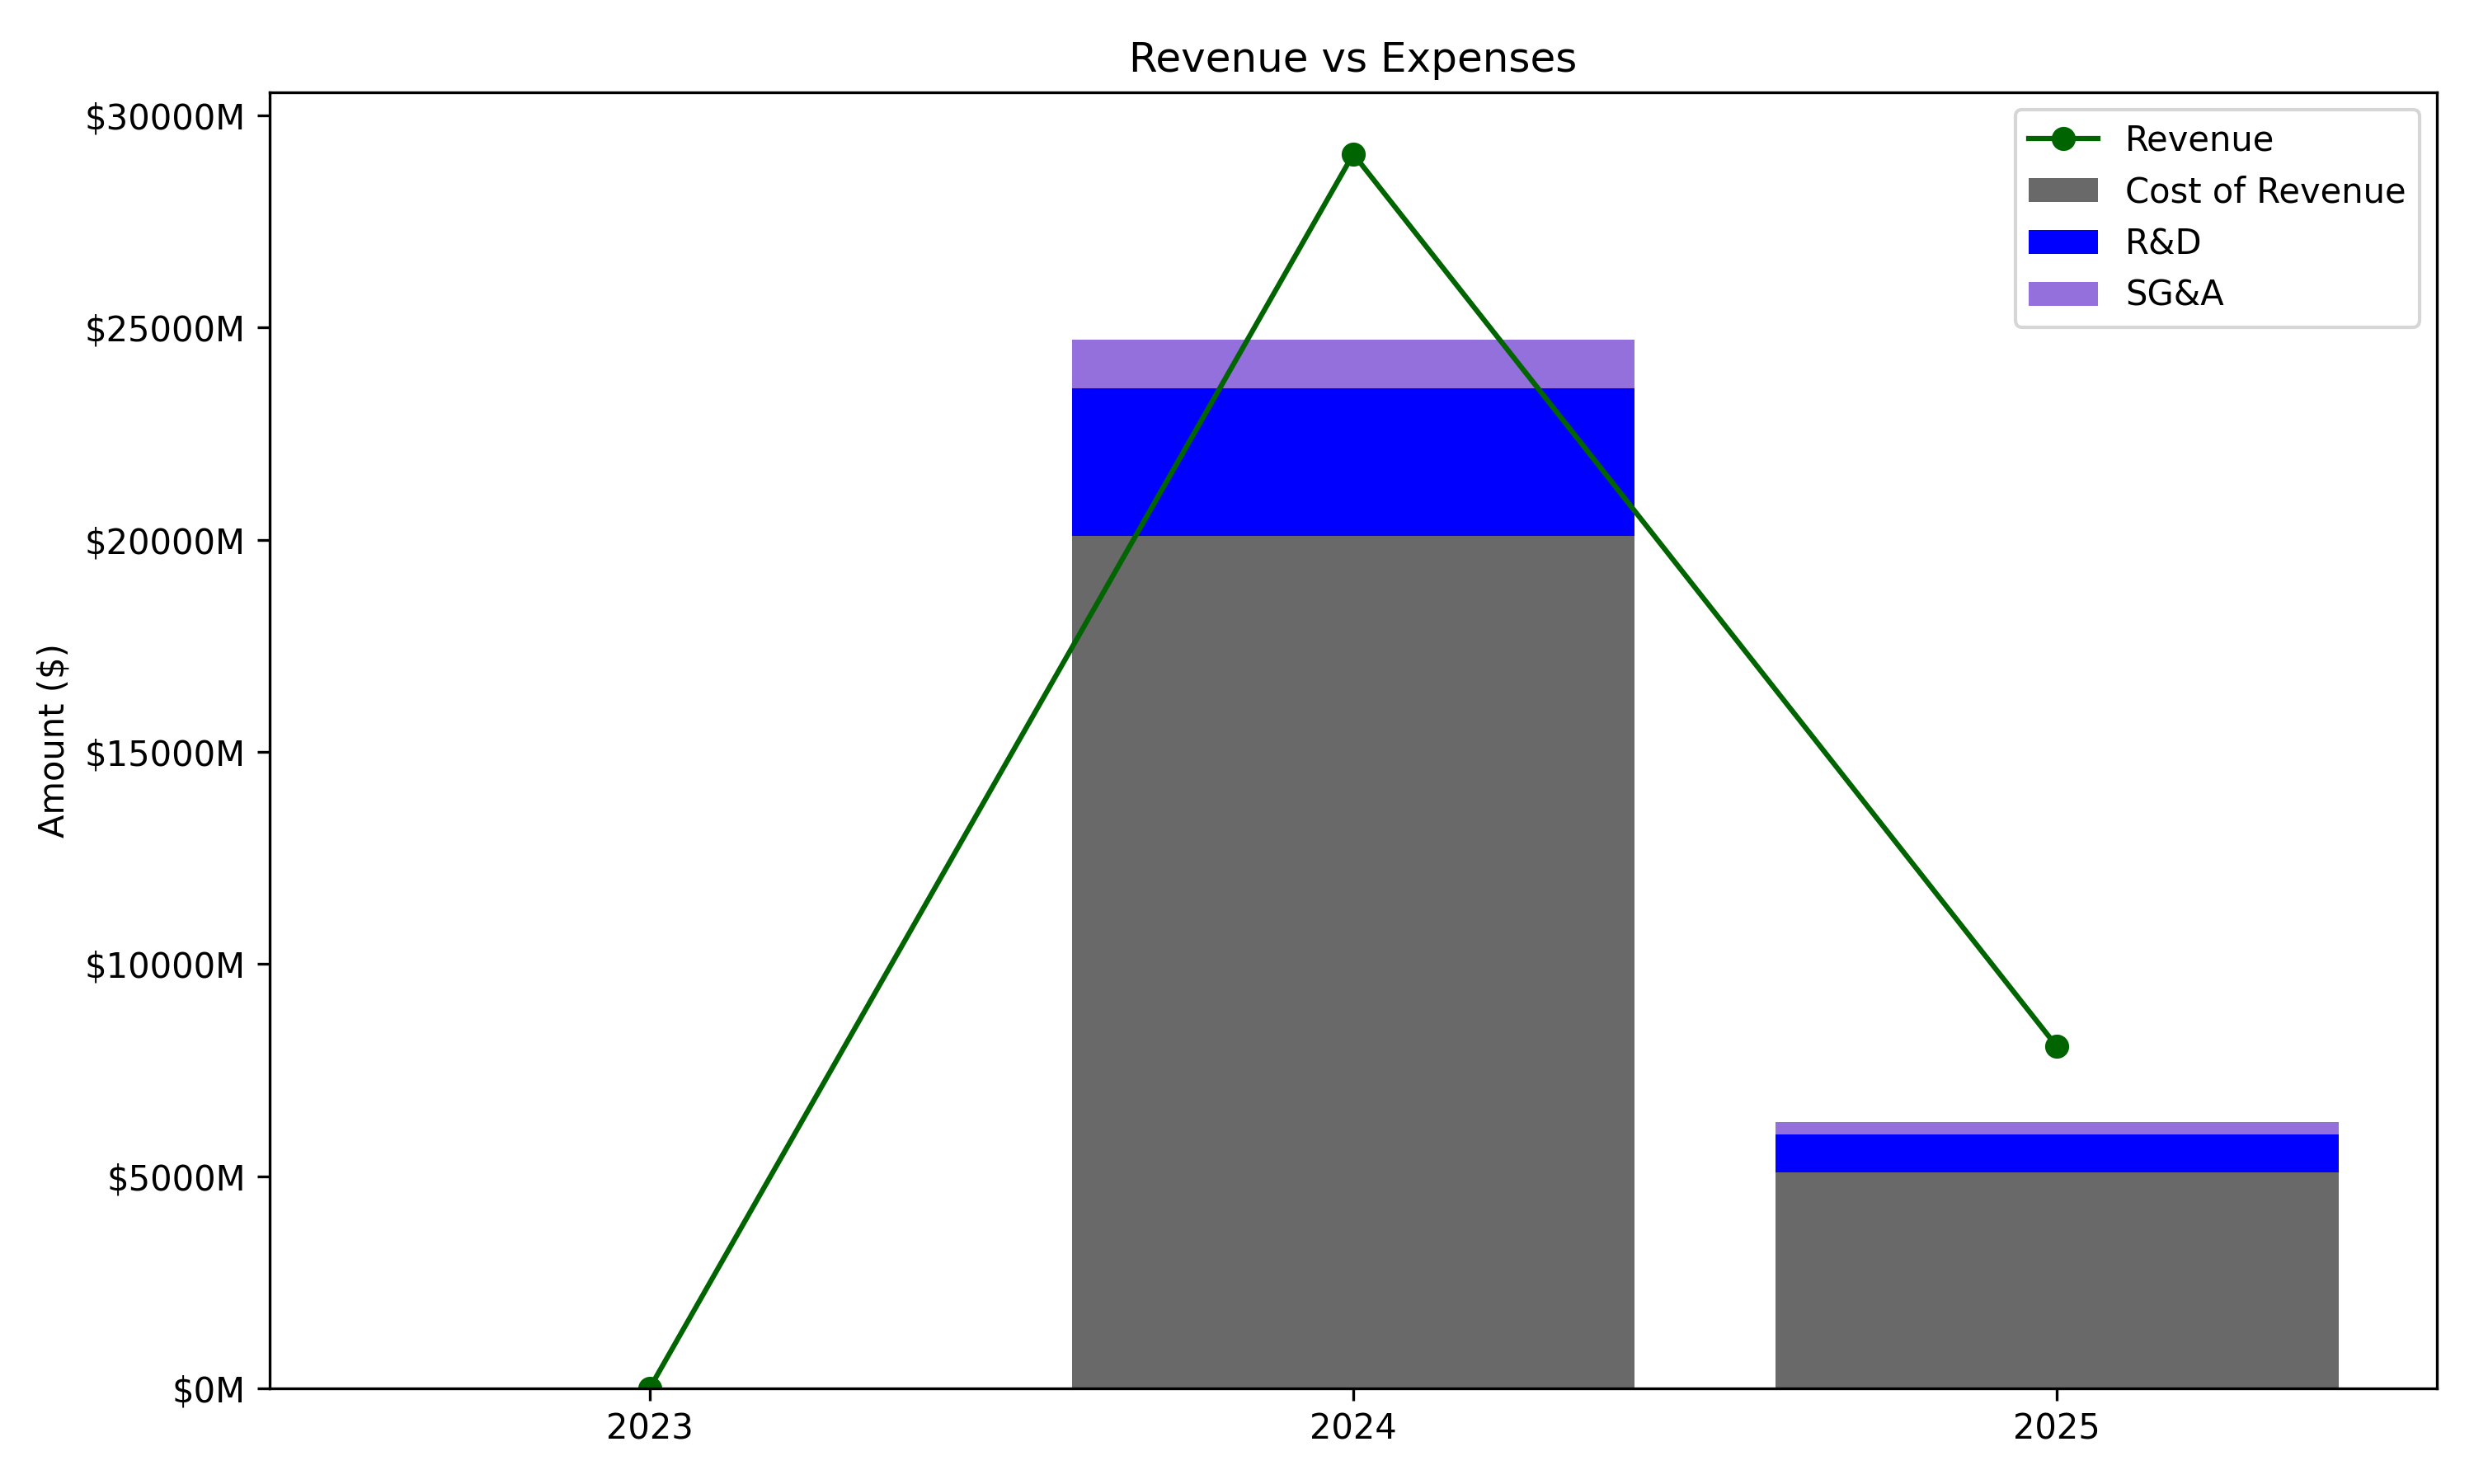 Revenue vs Expenses
$30000M
$25000M
$20000M
$15000M
$10000M
$5000M
$0M
Amount ($)
2023
2024
2025
Revenue
Cost of Revenue
R&D
SG&A